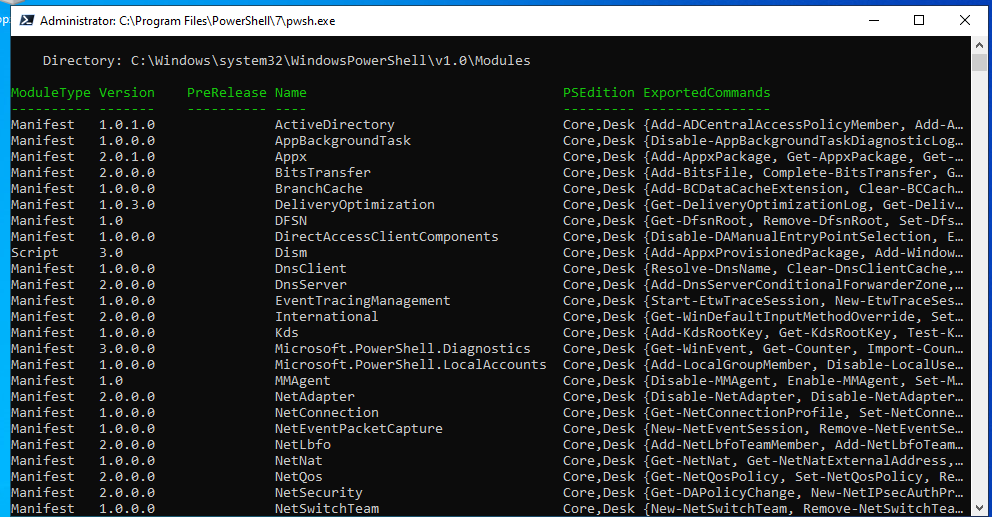 Administrator: C:\Program Files\PowerShell\7\pwsh.exe
Directory: C:\Windows\system32\WindowsPowerShell\v1.0\Modules
ModuleType Version    PreRelease Name                                PSEdition ExportedCommands
---------- -------    ---------- ----                                --------- ----------------
Manifest   1.0.1.0               ActiveDirectory                     Core,Desk {Add-ADCentralAccessPolicyMember, Add-A…
Manifest   1.0.0.0               AppBackgroundTask                   Core,Desk {Disable-AppBackgroundTaskDiagnosticLog…
Manifest   2.0.1.0               Appx                                Core,Desk {Add-AppxPackage, Get-AppxPackage, Get-…
Manifest   2.0.0.0               BitsTransfer                        Core,Desk {Add-BitsFile, Complete-BitsTransfer, G…
Manifest   1.0.0.0               BranchCache                         Core,Desk {Add-BCDataCacheExtension, Clear-BCCach…
Manifest   1.0.3.0               DeliveryOptimization                Core,Desk {Get-DeliveryOptimizationLog, Get-Deliv…
Manifest   1.0                   DFSN                                Core,Desk {Get-DfsnRoot, Remove-DfsnRoot, Set-Dfs…
Manifest   1.0.0.0               DirectAccessClientComponents        Core,Desk {Disable-DAManualEntryPointSelection, E…
Script     3.0                   Dism                                Core,Desk {Add-AppxProvisionedPackage, Add-Window…
Manifest   1.0.0.0               DnsClient                           Core,Desk {Resolve-DnsName, Clear-DnsClientCache,…
Manifest   2.0.0.0               DnsServer                           Core,Desk {Add-DnsServerConditionalForwarderZone,…
Manifest   1.0.0.0               EventTracingManagement              Core,Desk {Start-EtwTraceSession, New-EtwTraceSes…
Manifest   2.0.0.0               International                       Core,Desk {Get-WinDefaultInputMethodOverride, Set…
Manifest   1.0.0.0               Kds                                 Core,Desk {Add-KdsRootKey, Get-KdsRootKey, Test-K…
Manifest   3.0.0.0               Microsoft.PowerShell.Diagnostics    Core,Desk {Get-WinEvent, Get-Counter, Import-Coun…
Manifest   1.0.0.0               Microsoft.PowerShell.LocalAccounts  Core,Desk {Add-LocalGroupMember, Disable-LocalUse…
Manifest   1.0                   MMAgent                             Core,Desk {Disable-MMAgent, Enable-MMAgent, Set-M…
Manifest   2.0.0.0               NetAdapter                          Core,Desk {Disable-NetAdapter, Disable-NetAdapter…
Manifest   1.0.0.0               NetConnection                       Core,Desk {Get-NetConnectionProfile, Set-NetConne…
Manifest   1.0.0.0               NetEventPacketCapture               Core,Desk {New-NetEventSession, Remove-NetEventSe…
Manifest   2.0.0.0               NetLbfo                             Core,Desk {Add-NetLbfoTeamMember, Add-NetLbfoTeam…
Manifest   1.0.0.0               NetNat                              Core,Desk {Get-NetNat, Get-NetNatExternalAddress,…
Manifest   2.0.0.0               NetQos                              Core,Desk {Get-NetQosPolicy, Set-NetQosPolicy, Re…
Manifest   2.0.0.0               NetSecurity                         Core,Desk {Get-DAPolicyChange, New-NetIPsecAuthPr…
Manifest   1.0.0.0               NetSwitchTeam                       Core,Desk {New-NetSwitchTeam, Remove-NetSwitchTea…